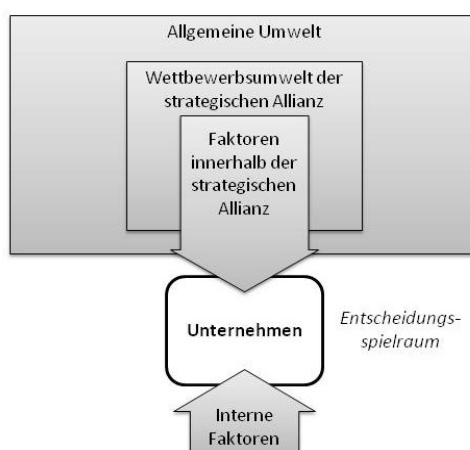 Allgemeine Umwelt
Wettbewerbsumwelt der
strategischen Allianz
Faktoren
innerhalb der
strategischen
Allianz
Unternehmen
Entscheidungs-
spielraum
Interne
Faktoren